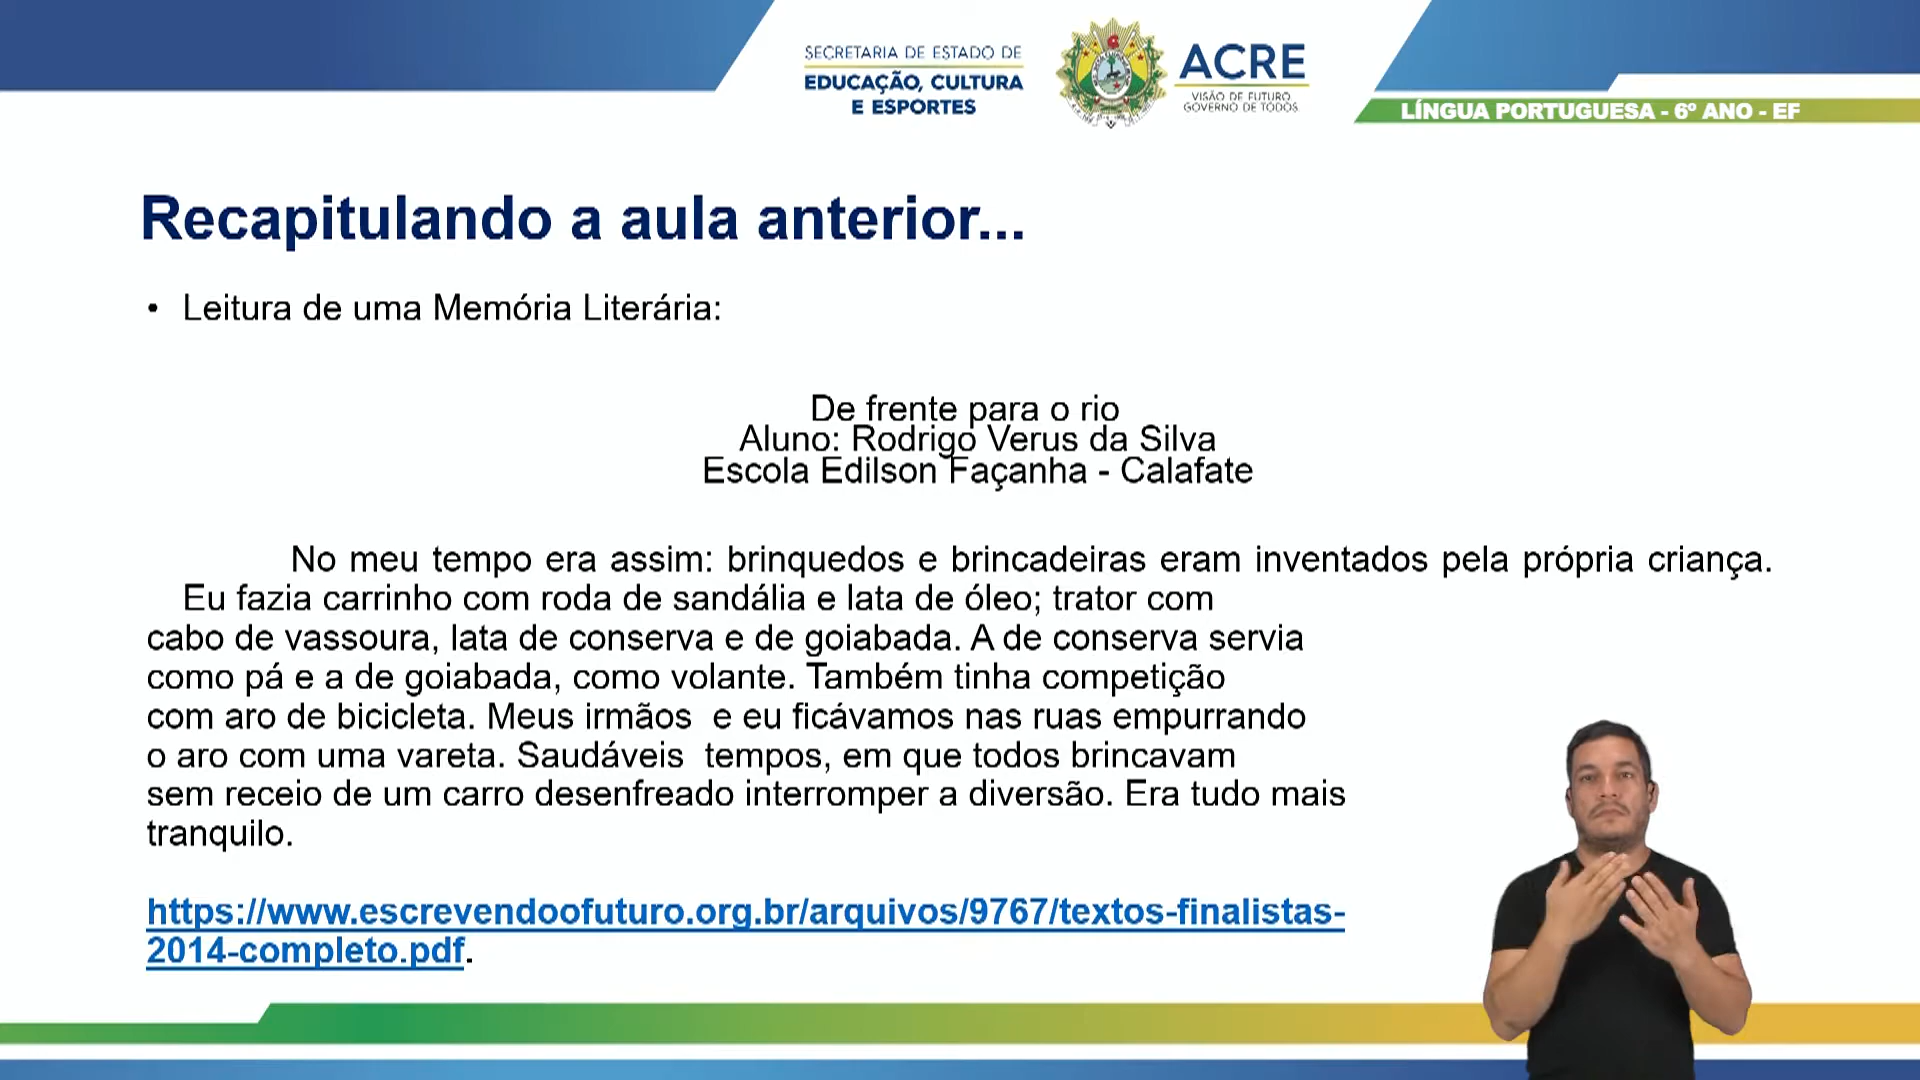 SECRETARIA DE ESTADO DE
EDUCAÇÃO, CULTURA
E ESPORTES
ACRE
VISÃO DE FUTURO
GOVERNO DE TODOS
LÍNGUA PORTUGUESA - 6º ANO - EF
Recapitulando a aula anterior...
• Leitura de uma Memória Literária:
De frente para o rio
Aluno: Rodrigo Verus da Silva
Escola Edilson Façanha - Calafate
No meu tempo era assim: brinquedos e brincadeiras eram inventados pela própria criança.
Eu fazia carrinho com roda de sandália e lata de óleo; trator com
cabo de vassoura, lata de conserva e de goiabada. A de conserva servia
como pá e a de goiabada, como volante. Também tinha competição
com aro de bicicleta. Meus irmãos e eu ficávamos nas ruas empurrando
o aro com uma vareta. Saudáveis tempos, em que todos brincavam
sem receio de um carro desenfreado interromper a diversão. Era tudo mais
tranquilo.
https://www.escrevendoofuturo.org.br/arquivos/9767/textos-finalistas-
2014-completo.pdf.